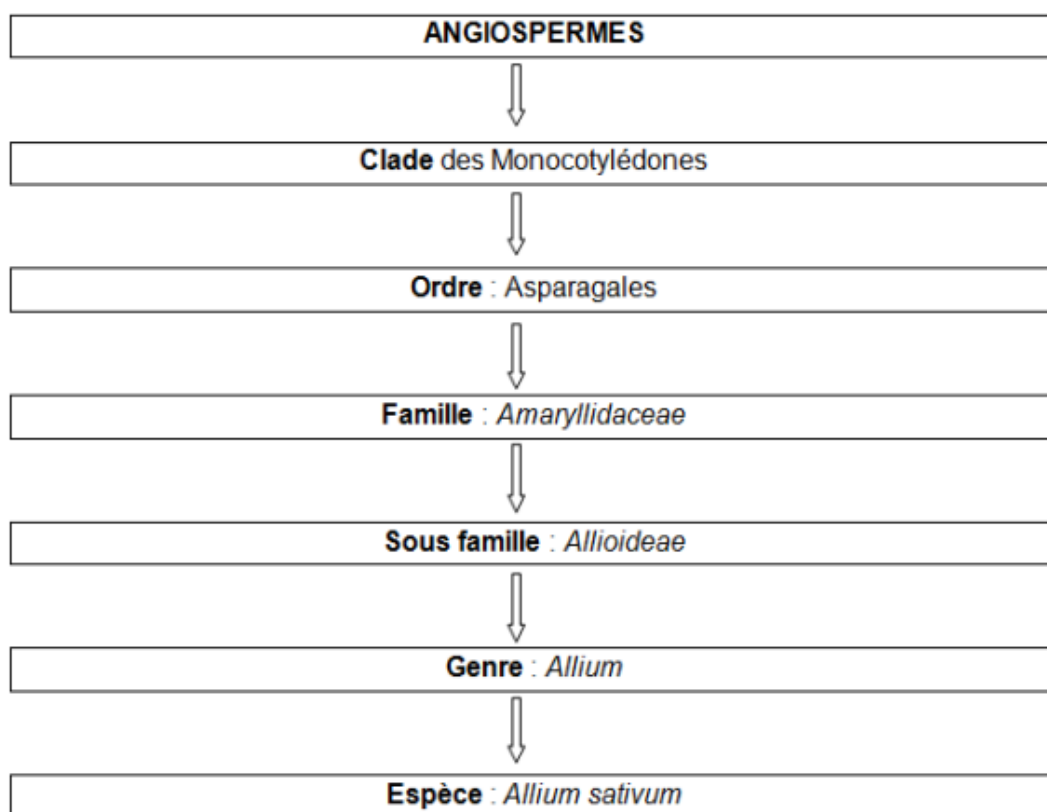 ANGIOSPERMES
Clade des Monocotylédones
Ordre : Asparagales
Famille : Amaryllidaceae
Sous famille : Allioideae
Genre : Allium
Espèce : Allium sativum